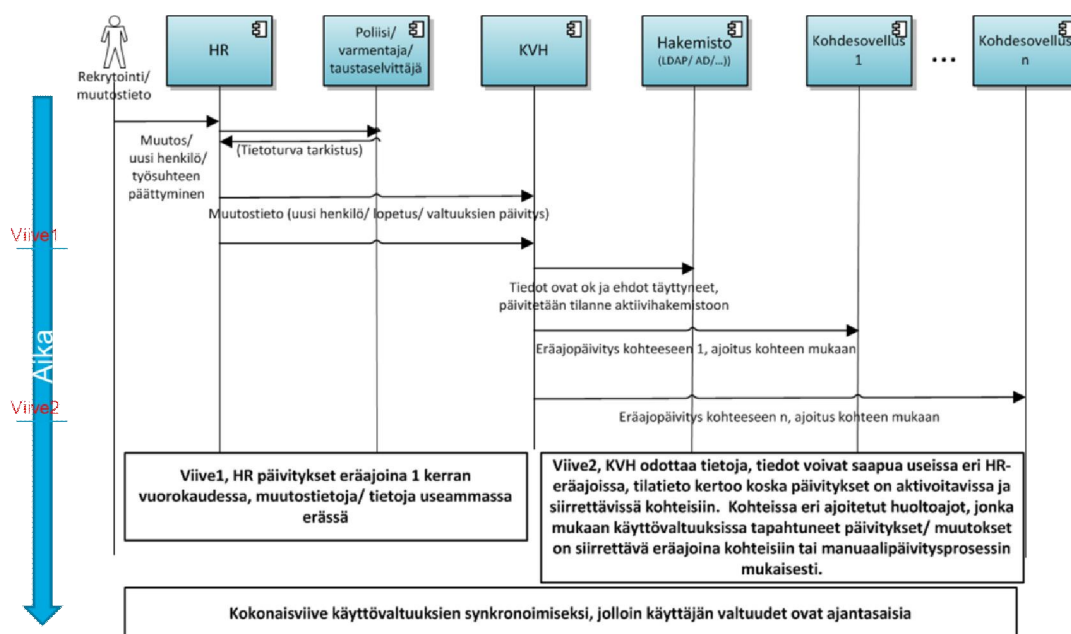 HR
Poliisi/
varmentaja/
taustaselvittäjä
KVH
Hakemisto
(LDAP/ AD/...))
Kohdesovellus
1
...
Kohdesovellus
n
Rekrytointi/
muutostieto
Muutos/
uusi henkilö/
työsuhteen
päättyminen
(Tietoturva tarkistus)
Muutostieto (uusi henkilö/ lopetus/ valtuuksien päivitys)
Viive1
Tiedot ovat ok ja ehdot täyttyneet,
päivitetään tilanne aktiivihakemistoon
Aika
Eräajopäivitys kohteeseen 1, ajoitus kohteen mukaan
Viive2
Eräajopäivitys kohteeseen n, ajoitus kohteen mukaan
Viive1, HR päivitykset eräajoina 1 kerran
vuorokaudessa, muutostietoja/ tietoja useammassa
erässä
Viive2, KVH odottaa tietoja, tiedot voivat saapua useissa eri HR-
eräajoissa, tilatieto kertoo koska päivitykset on aktivoitavissa ja
siirrettävissä kohteisiin. Kohteissa eri ajoitetut huoltoajot, jonka
mukaan käyttövaltuuksissa tapahtuneet päivitykset/ muutokset
on siirrettävä eräajoina kohteisiin tai manuaalipäivitysprosessin
mukaisesti.
Kokonaisviive käyttövaltuuksien synkronoimiseksi, jolloin käyttäjän valtuudet ovat ajantasaisia